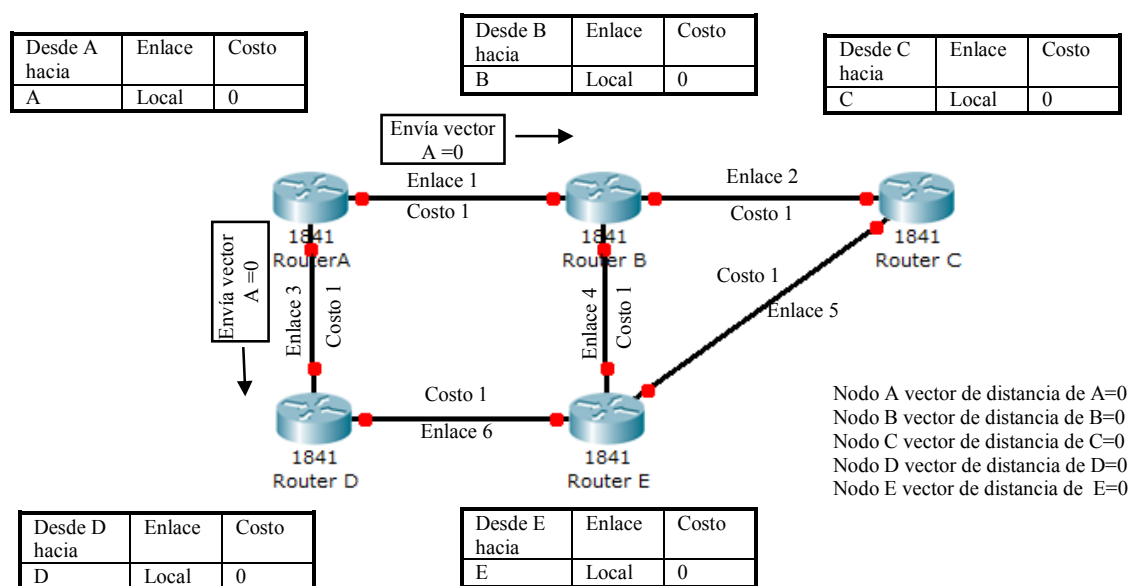 Desde A hacia Enlace Costo
A Local 0
Desde B hacia Enlace Costo
B Local 0
Desde C hacia Enlace Costo
C Local 0
Envía vector
A =0
Enlace 1
Costo 1
Enlace 2
Costo 1
1841
RouterA
1841
Router B
1841
Router C
Envía vector
A =0
Enlace 3
Costo 1
Enlace 4
Costo 1
Costo 1
Enlace 5
Costo 1
Enlace 6
1841
Router D
1841
Router E
Nodo A vector de distancia de A=0
Nodo B vector de distancia de B=0
Nodo C vector de distancia de C=0
Nodo D vector de distancia de D=0
Nodo E vector de distancia de E=0
Desde D hacia Enlace Costo
D Local 0
Desde E hacia Enlace Costo
E Local 0